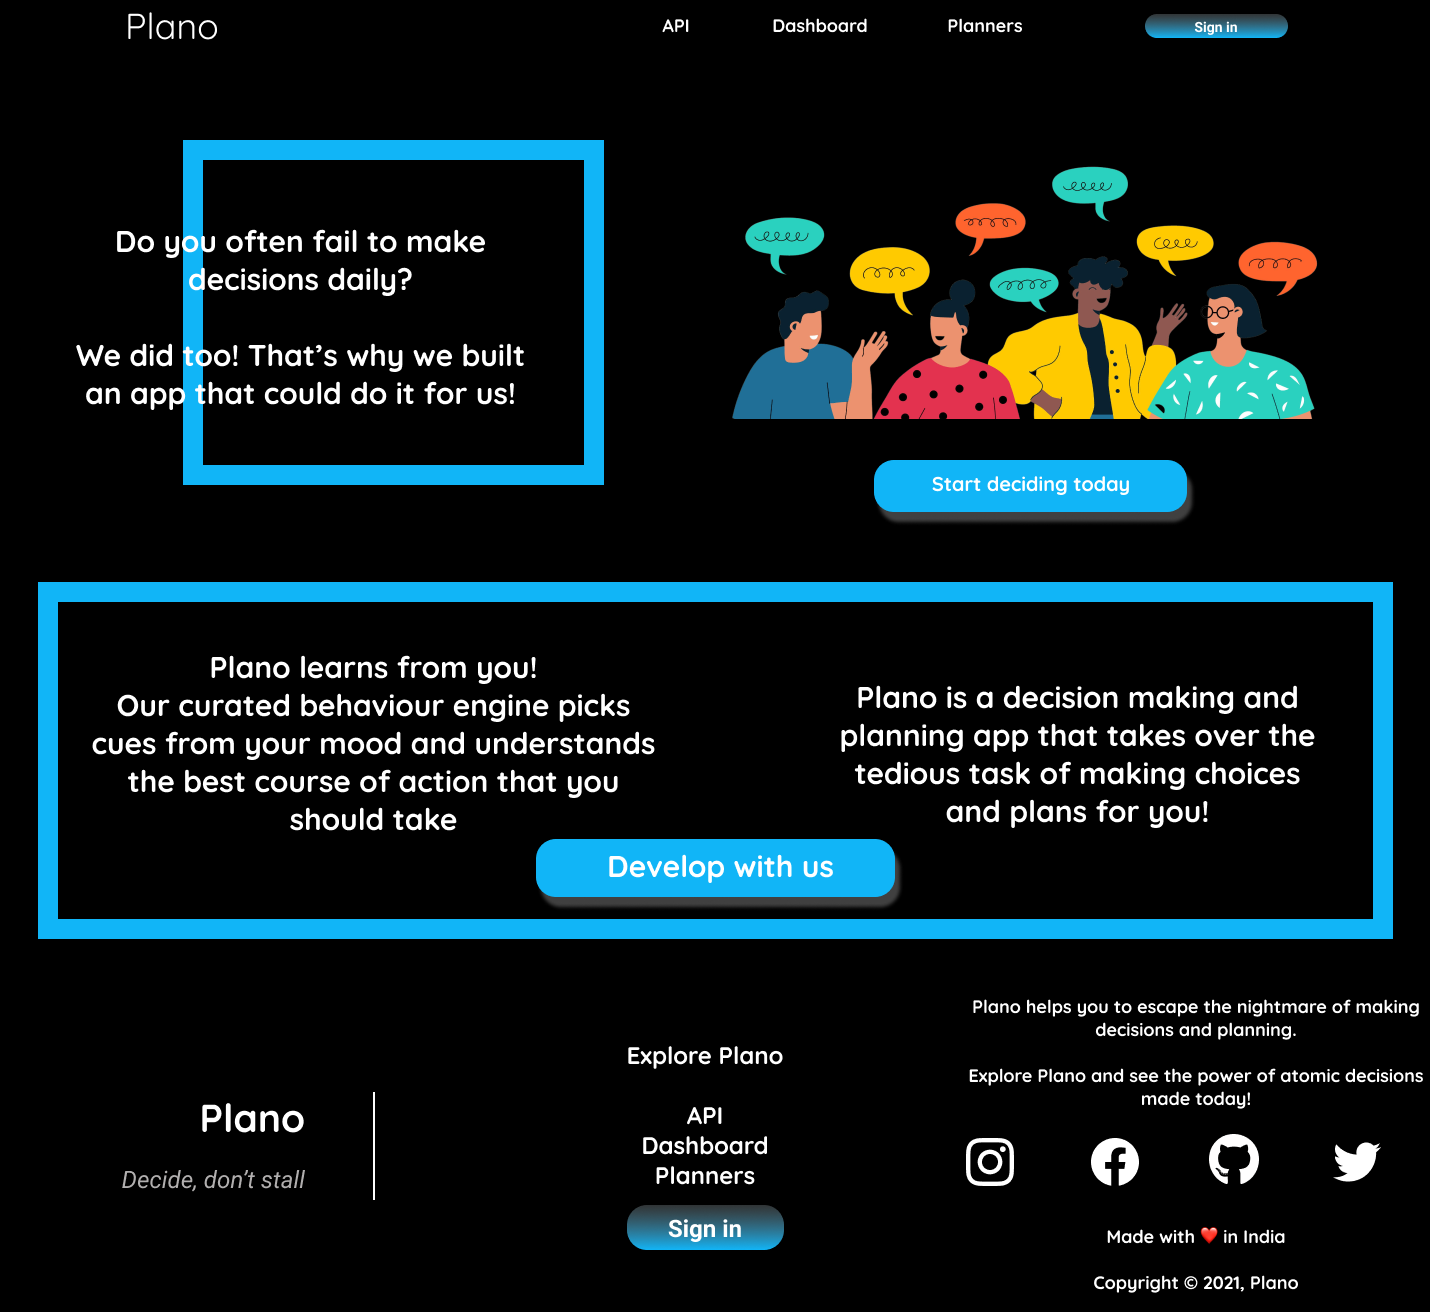 Plano
API
Dashboard
Planners
Sign in
Do you often fail to make
decisions daily?
We did too! That’s why we built
an app that could do it for us!
Start deciding today
Plano learns from you!
Our curated behaviour engine picks
cues from your mood and understands
the best course of action that you
should take
Plano is a decision making and
planning app that takes over the
tedious task of making choices
and plans for you!
Develop with us
Plano
Decide, don’t stall
Explore Plano
API
Dashboard
Planners
Sign in
Plano helps you to escape the nightmare of making
decisions and planning.
Explore Plano and see the power of atomic decisions
made today!
Made with ❤️ in India
Copyright © 2021, Plano